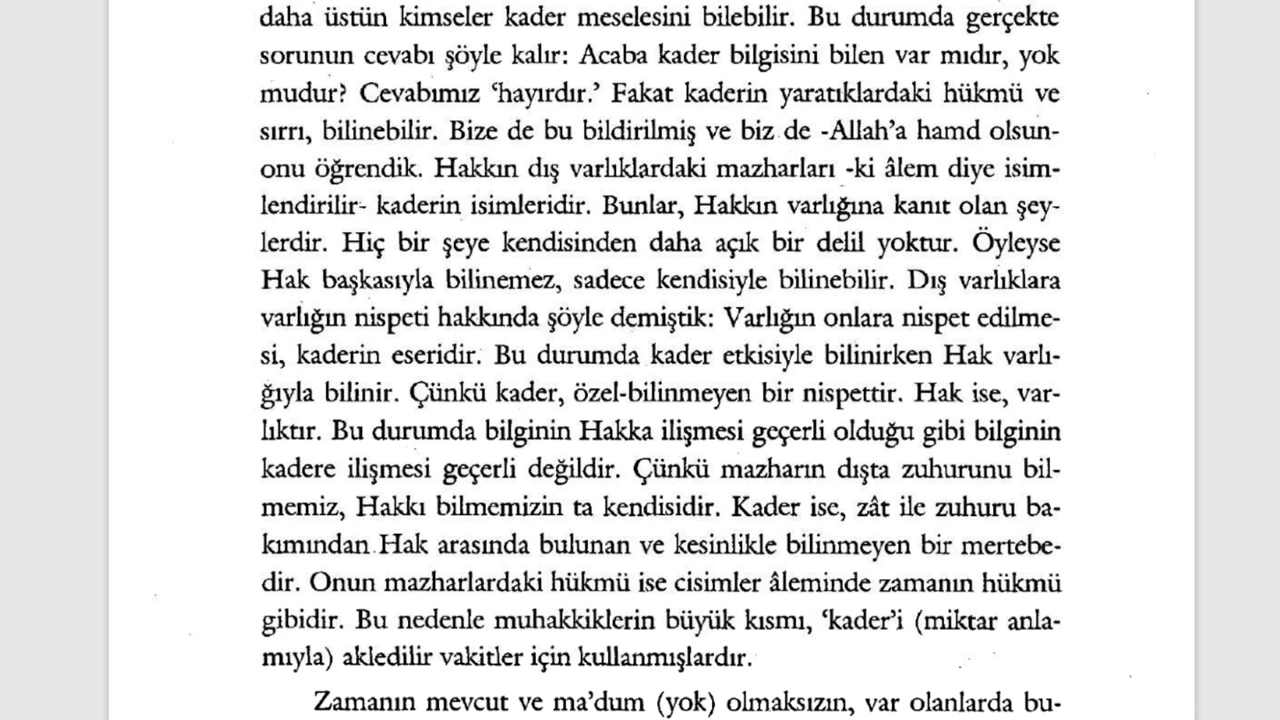 daha üstün kimseler kader meselesini bilebilir. Bu durumda gerçekte
sorunun cevabı şöyle kalır: Acaba kader bilgisini bilen var mıdır, yok
mudur? Cevabımız ‘hayırdır.’ Fakat kaderin yaratıklardaki hükmü ve
sırrı, bilinebilir. Bize de bu bildirilmiş ve biz de -Allah’a hamd olsun-
onu öğrendik. Hakkın dış varlıklardaki mazharları -ki âlem diye isim-
lendirilir- kaderin isimleridir. Bunlar, Hakkın varlığına kanıt olan şey-
lerdir. Hiç bir şeye kendisinden daha açık bir delil yoktur. Öyleyse
Hak başkasıyla bilinemez, sadece kendisiyle bilinebilir. Dış varlıklara
varlığın nispeti hakkında şöyle demiştik: Varlığın onlara nispet edilme-
si, kaderin eseridir. Bu durumda kader etkisiyle bilinirken Hak varlı-
ğıyla bilinir. Çünkü kader, özel-bilinmeyen bir nispettir. Hak ise, var-
lıktır. Bu durumda bilginin Hakka ilişmesi geçerli olduğu gibi bilginin
kadere ilişmesi geçerli değildir. Çünkü mazharın dışta zuhurunu bil-
memiz, Hakkı bilmemizin ta kendisidir. Kader ise, zât ile zuhuru ba-
kımından Hak arasında bulunan ve kesinlikle bilinmeyen bir mertebe-
dir. Onun mazharlardaki hükmü ise cisimler âleminde zamanın hükmü
gibidir. Bu nedenle muhakkiklerin büyük kısmı, ‘kader’i (miktar anla-
mıyla) akledilir vakitler için kullanmışlardır.
Zamanın mevcut ve ma’dum (yok) olmaksızın, var olanlarda bu-